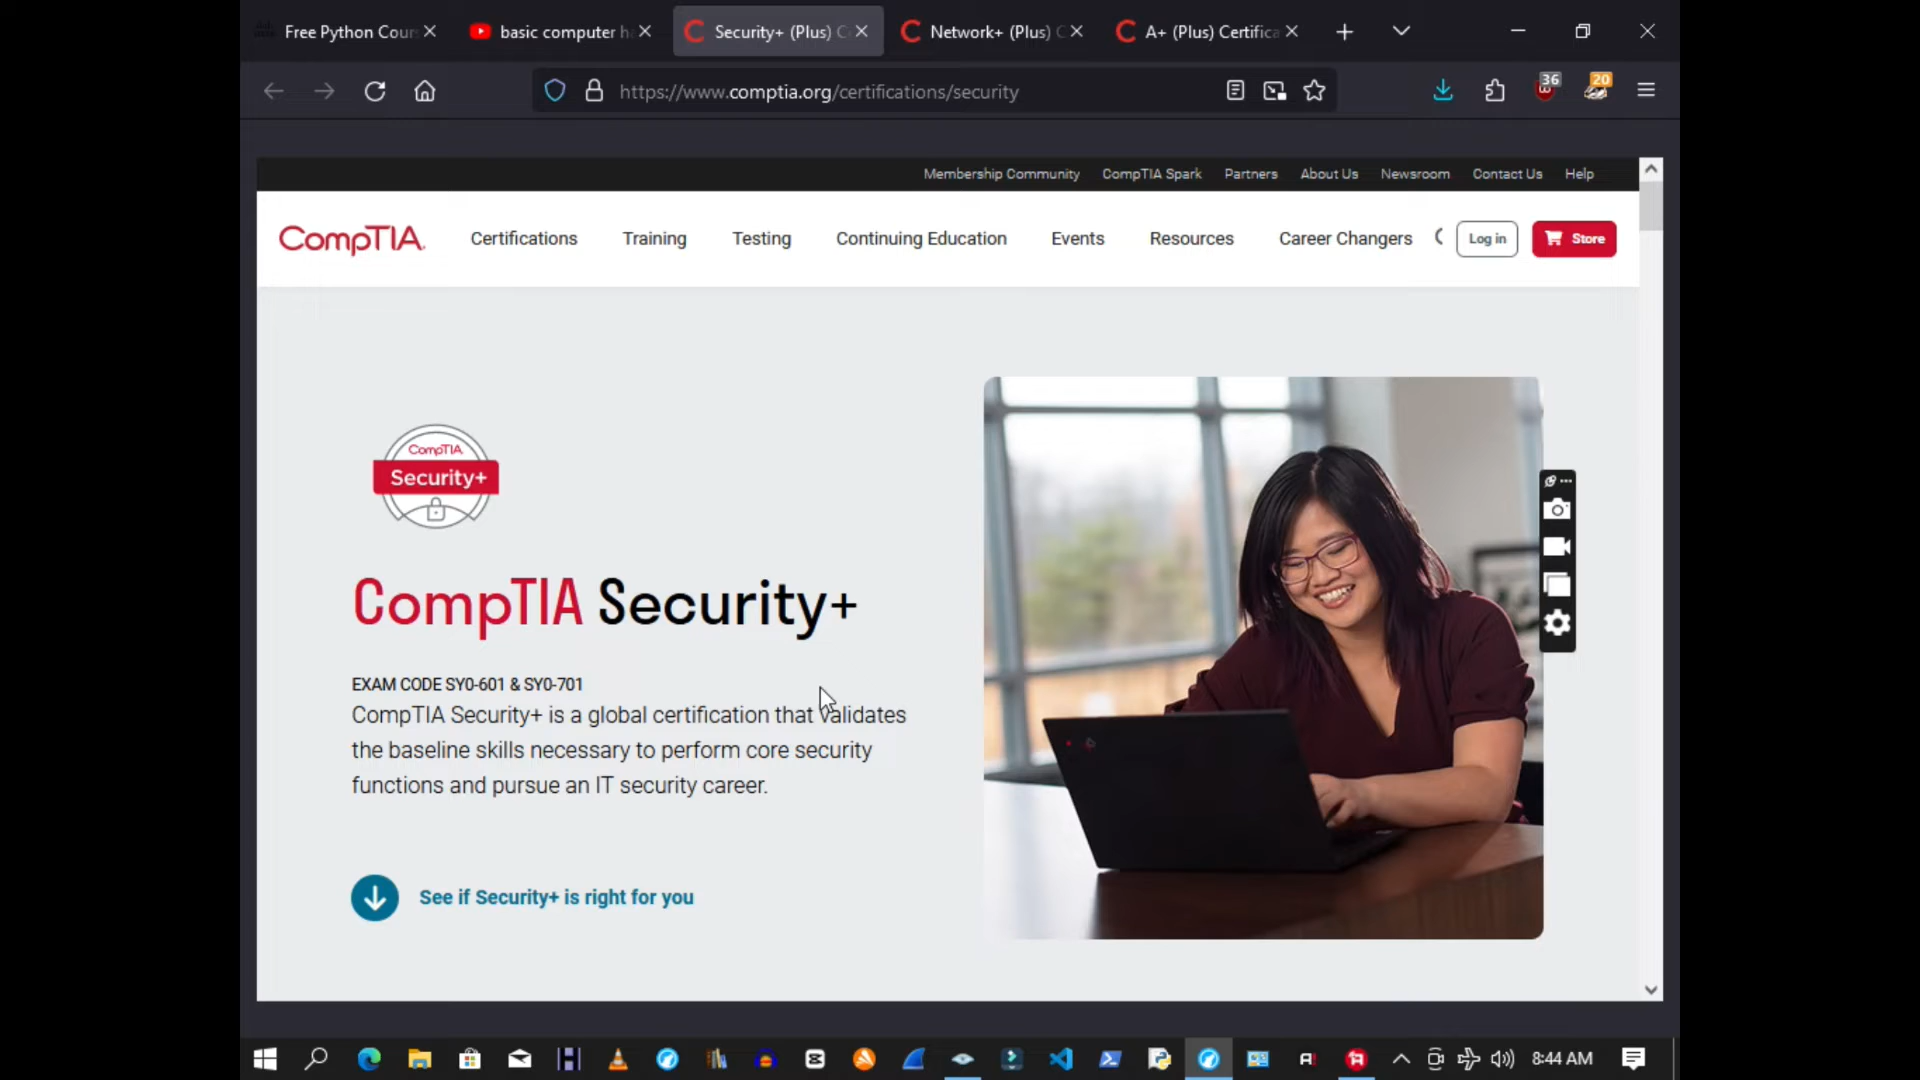 Free Python Cour
basic computer h
Security+ (Plus) C
Network+ (Plus) C
A+ (Plus) Certifica
https://www.comptia.org/certifications/security
36
20
Membership Community
CompTIA Spark
Partners
About Us
Newsroom
Contact Us
Help
CompTIA.
Certifications
Training
Testing
Continuing Education
Events
Resources
Career Changers
Log in
Store
CompTIA
Security+
CompTIA Security+
EXAM CODE SY0-601 & SY0-701
CompTIA Security+ is a global certification that validates
the baseline skills necessary to perform core security
functions and pursue an IT security career.
See if Security+ is right for you
8:44 AM